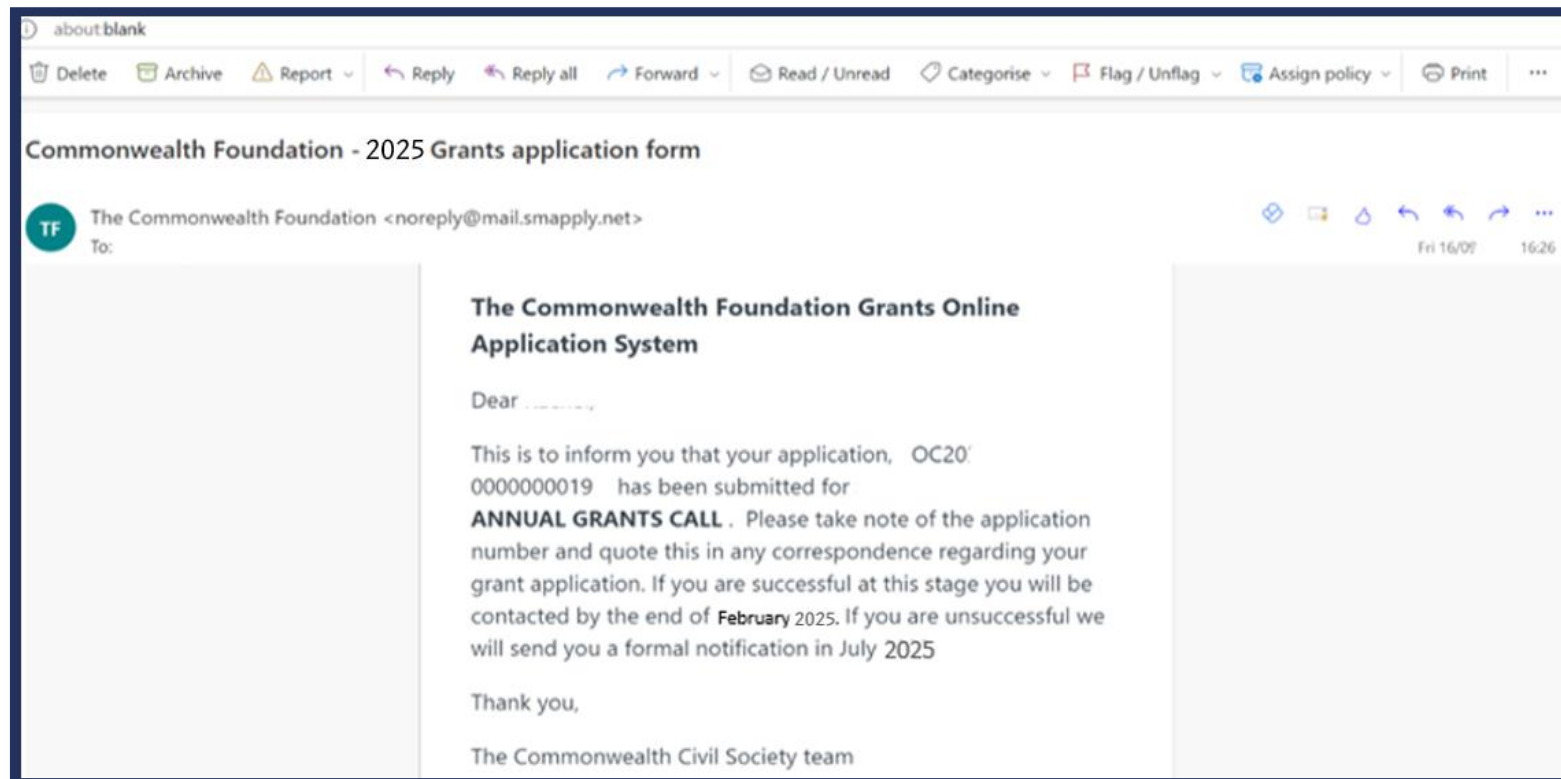 about:blank
Delete Archive Report Reply Reply all Forward Read / Unread Categorise Flag / Unflag Assign policy Print ...
Commonwealth Foundation - 2025 Grants application form
TF
The Commonwealth Foundation <noreply@mail.smapply.net>
To:
Fri 16:26
The Commonwealth Foundation Grants Online
Application System
Dear
This is to inform you that your application, OC20
0000000019 has been submitted for
ANNUAL GRANTS CALL . Please take note of the application
number and quote this in any correspondence regarding your
grant application. If you are successful at this stage you will be
contacted by the end of February 2025. If you are unsuccessful we
will send you a formal notification in July 2025
Thank you,
The Commonwealth Civil Society team